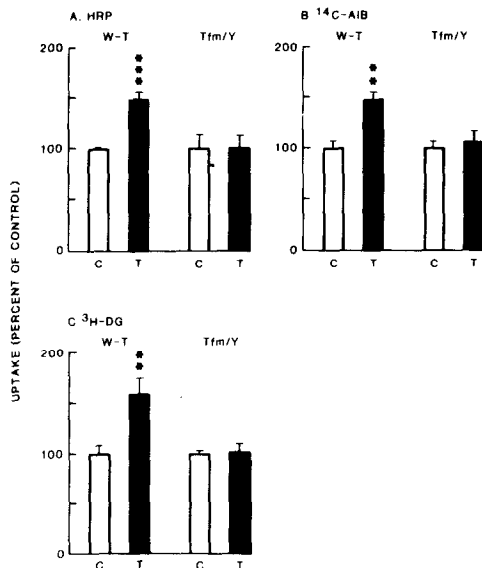 A. HRP
W-T Tfm/Y
200
***
100
0
C T C T
B ¹⁴C-AIB
W-T Tfm/Y
200
**
100
0
C T C T
C ³H-DG
W-T Tfm/Y
200
**
100
0
C T C T
UPTAKE (PERCENT OF CONTROL)